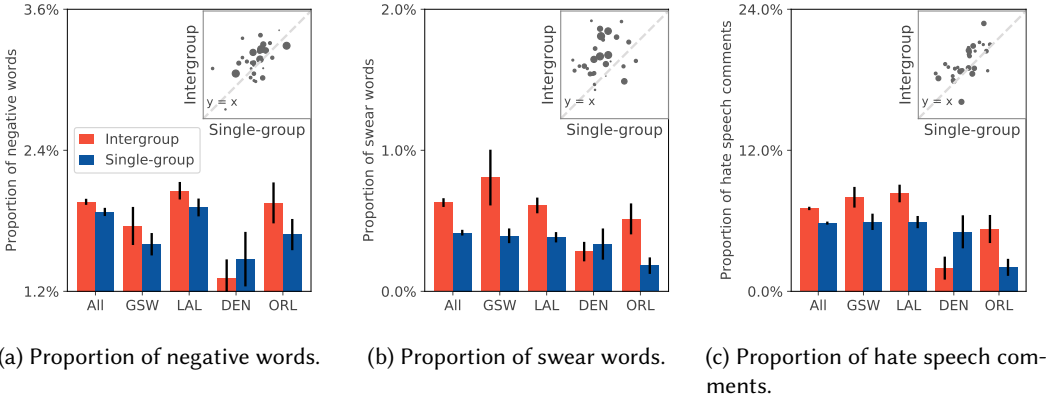 3.6%
2.4%
1.2%
Proportion of negative words
Intergroup
Single-group
y = x
Intergroup
Single-group
All GSW LAL DEN ORL
(a) Proportion of negative words.
2.0%
1.0%
0.0%
Proportion of swear words
Intergroup
Single-group
y = x
All GSW LAL DEN ORL
(b) Proportion of swear words.
24.0%
12.0%
0.0%
Proportion of hate speech comments
Intergroup
Single-group
y = x
All GSW LAL DEN ORL
(c) Proportion of hate speech com-
ments.